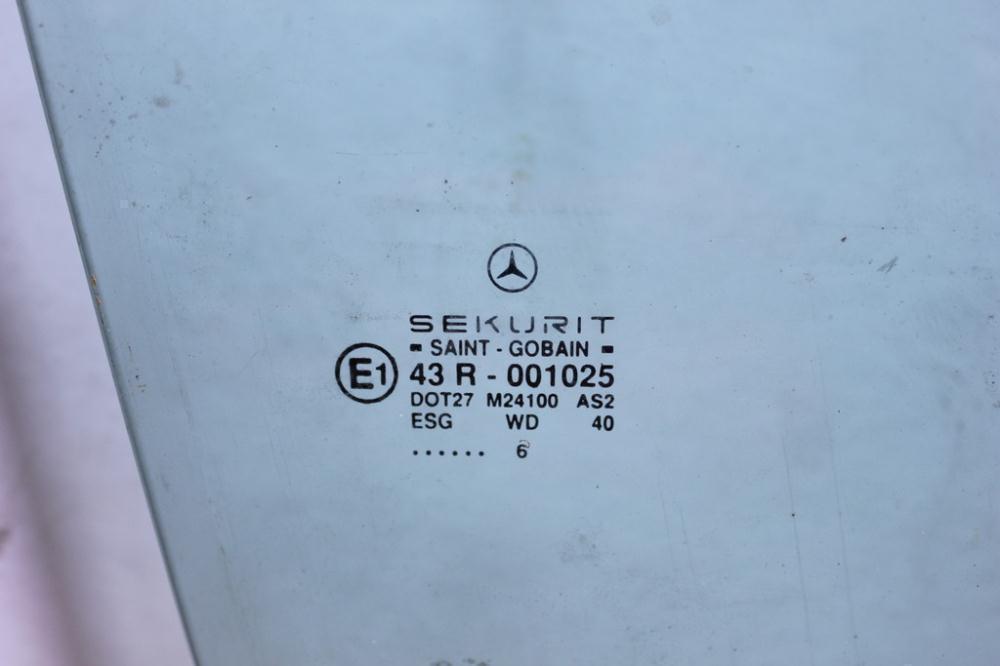 SEKURIT
SAINT - GOBAIN
E1 43 R - 001025
DOT27 M24100 AS2
ESG WD 40
...... 6